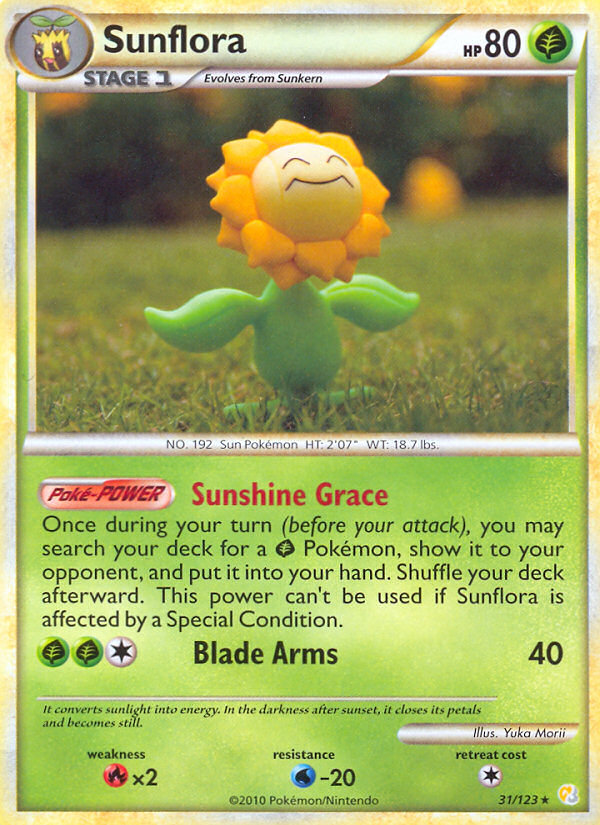 Sunflora
HP 80
STAGE 1
Evolves from Sunkern
NO. 192 Sun Pokémon HT: 2'07" WT: 18.7 lbs.
Poké-POWER Sunshine Grace
Once during your turn (before your attack), you may
search your deck for a Pokémon, show it to your
opponent, and put it into your hand. Shuffle your deck
afterward. This power can't be used if Sunflora is
affected by a Special Condition.
Blade Arms 40
It converts sunlight into energy. In the darkness after sunset, it closes its petals
and becomes still.
Illus. Yuka Morii
weakness resistance retreat cost
×2 -20
©2010 Pokémon/Nintendo 31/123 ★